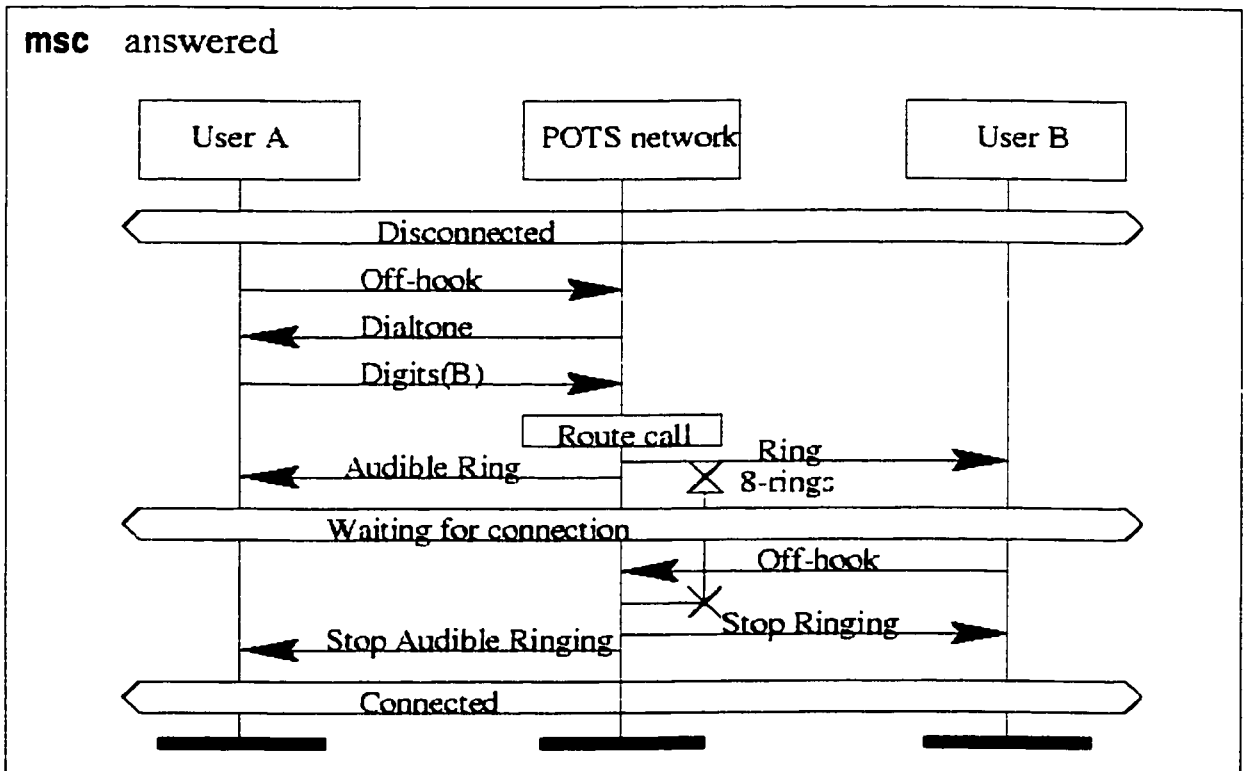 msc answered
User A
POTS network
User B
Disconnected
Off-hook
Dialtone
Digits(B)
Route call
Ring
Audible Ring
8-rings
Waiting for connection
Off-hook
Stop Ringing
Stop Audible Ringing
Connected